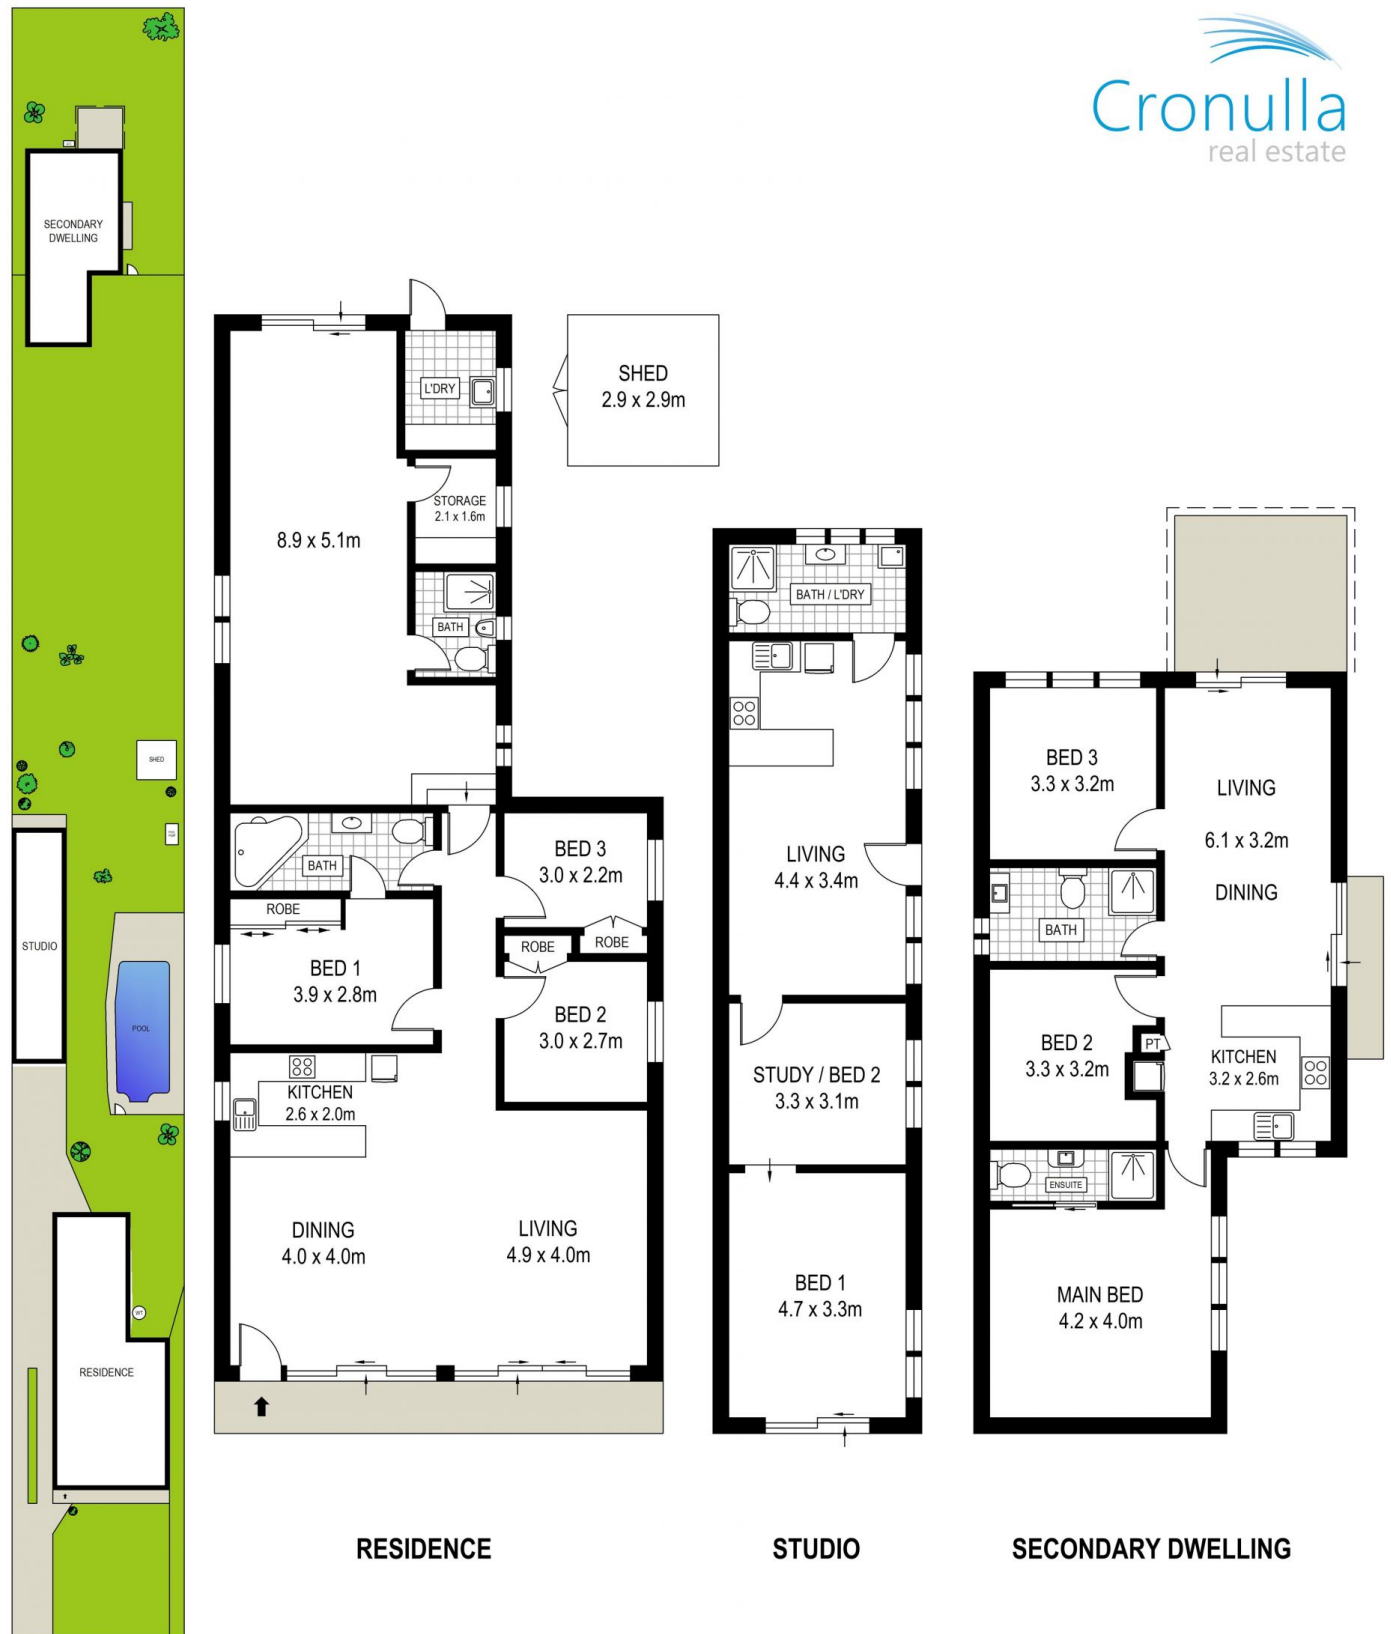 Cronulla
real estate
SECONDARY
DWELLING
SHED
STUDIO
POOL
WT
RESIDENCE
L'DRY
STORAGE
2.1 x 1.6m
8.9 x 5.1m
BATH
BATH
BED 3
3.0 x 2.2m
ROBE
ROBE
ROBE
BED 1
3.9 x 2.8m
BED 2
3.0 x 2.7m
KITCHEN
2.6 x 2.0m
DINING
4.0 x 4.0m
LIVING
4.9 x 4.0m
RESIDENCE
SHED
2.9 x 2.9m
BATH / L'DRY
LIVING
4.4 x 3.4m
STUDY / BED 2
3.3 x 3.1m
BED 1
4.7 x 3.3m
STUDIO
BED 3
3.3 x 3.2m
LIVING
6.1 x 3.2m
DINING
BATH
BED 2
3.3 x 3.2m
PT
KITCHEN
3.2 x 2.6m
ENSUITE
MAIN BED
4.2 x 4.0m
SECONDARY DWELLING